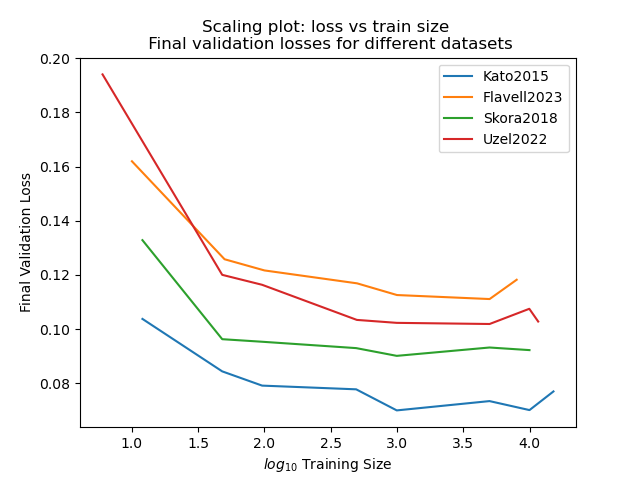 Scaling plot: loss vs train size
Final validation losses for different datasets
Final Validation Loss
0.20
0.18
0.16
0.14
0.12
0.10
0.08
Kato2015
Flavell2023
Skora2018
Uzel2022
1.0 1.5 2.0 2.5 3.0 3.5 4.0
log₁₀ Training Size